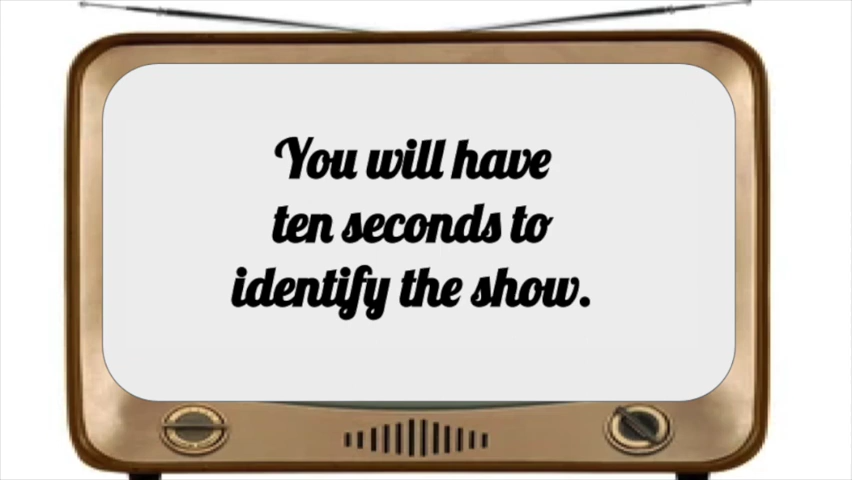 You will have
ten seconds to
identify the show.